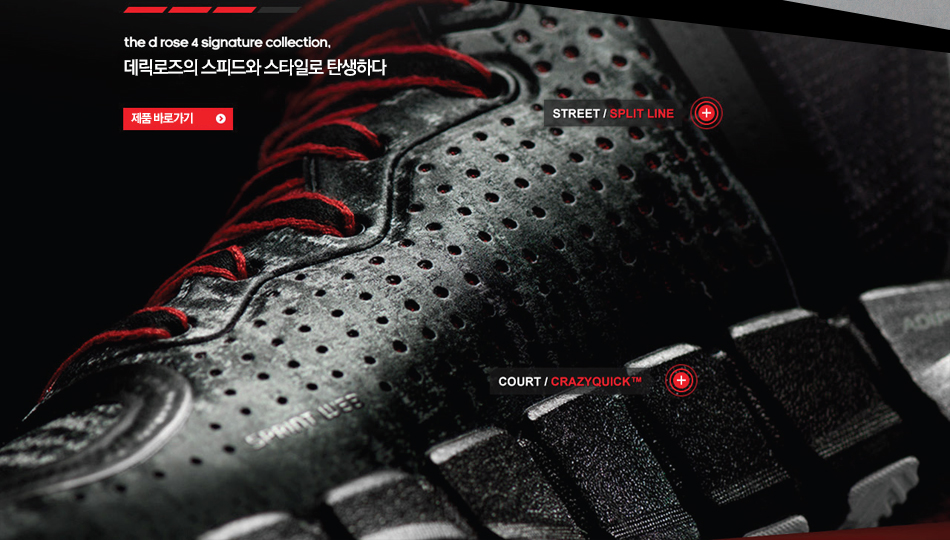 the d rose 4 signature collection.
데릭로즈의 스피드와 스타일로 탄생하다
제품 바로가기
STREET / SPLIT LINE
COURT / CRAZYQUICK™
SPRINT WEB